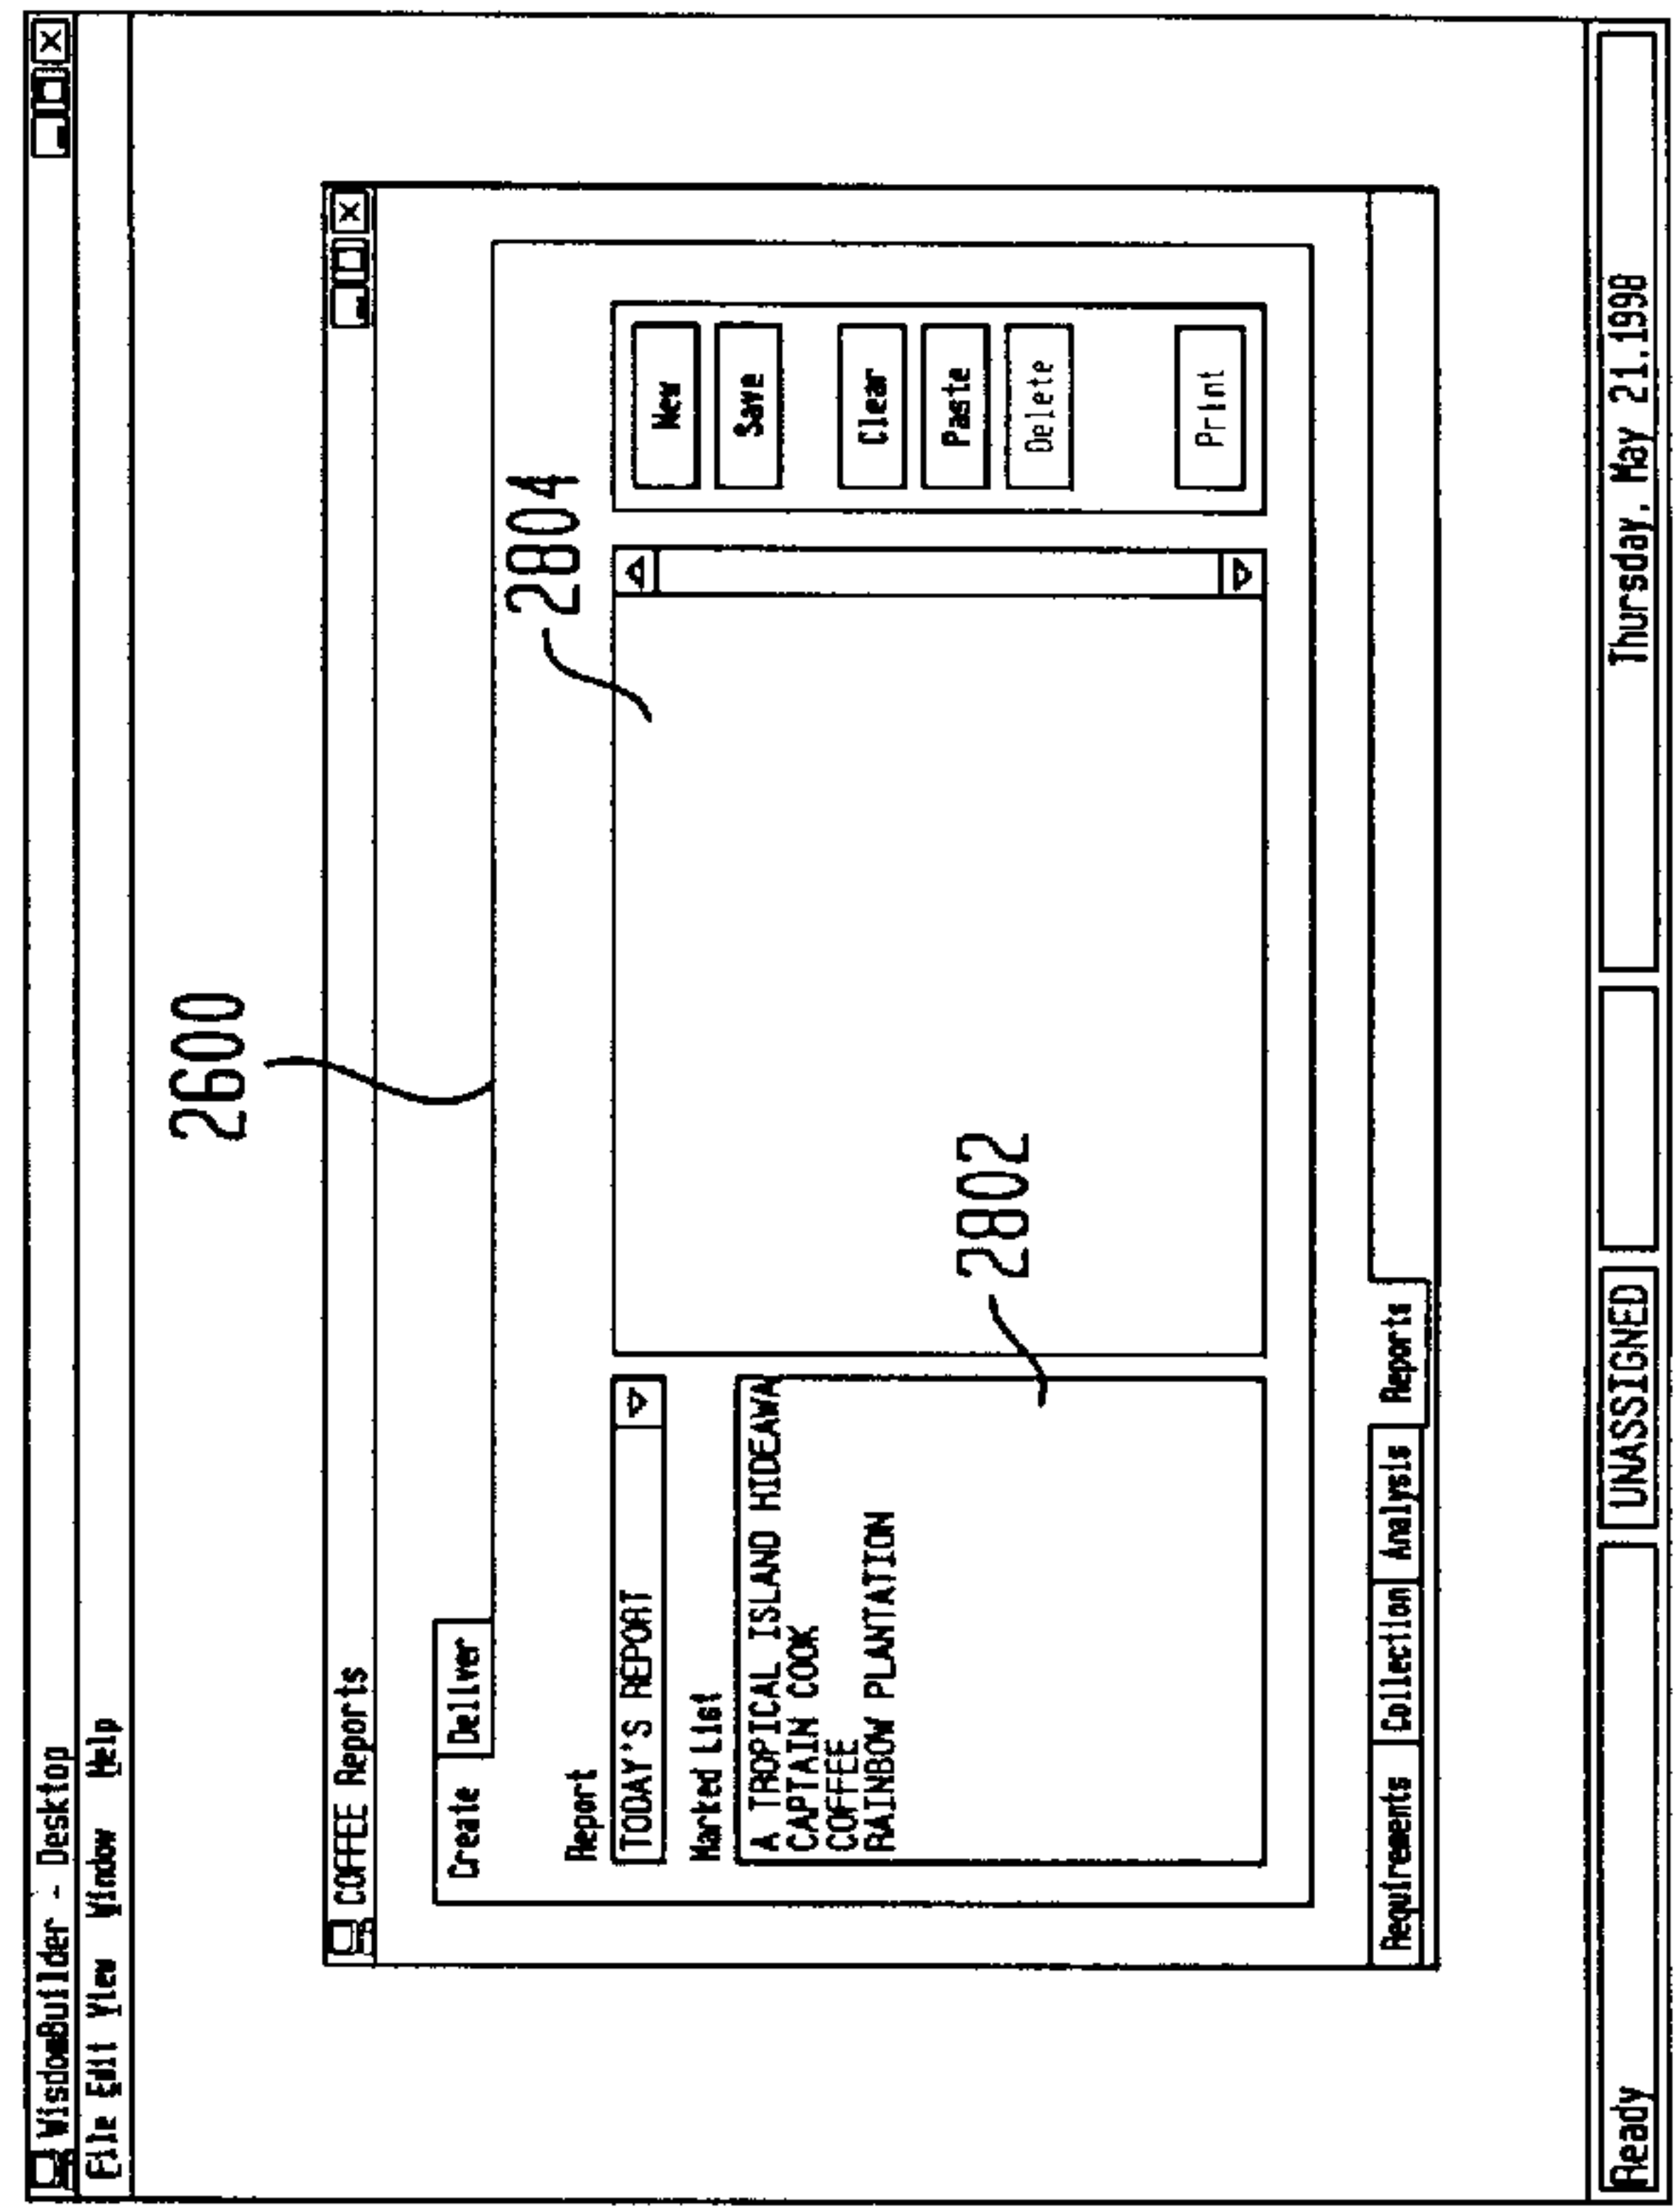 WisdomBuilder - Desktop
File Edit View Window Help
2600
COFFEE Reports
Create Deliver
2804
Report
TODAY'S REPORT
Marked List
A TROPICAL ISLAND HIDEAWA
CAPTAIN COOK
COFFEE
RAINBOW PLANTATION
2802
New
Save
Clear
Paste
Delete
Print
Requirements Collection Analysis Reports
Ready UNASSIGNED Thursday, May 21.1998